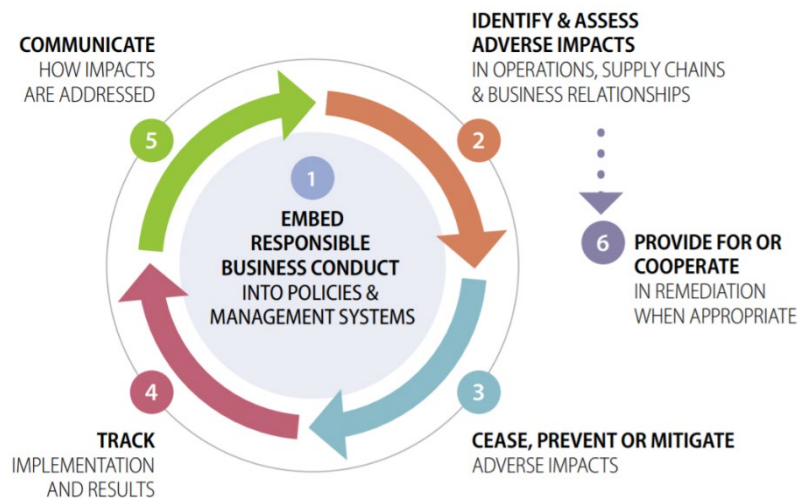 1
EMBED
RESPONSIBLE
BUSINESS CONDUCT
INTO POLICIES &
MANAGEMENT SYSTEMS
2
IDENTIFY & ASSESS
ADVERSE IMPACTS
IN OPERATIONS, SUPPLY CHAINS
& BUSINESS RELATIONSHIPS
3
CEASE, PREVENT OR MITIGATE
ADVERSE IMPACTS
4
TRACK
IMPLEMENTATION
AND RESULTS
5
COMMUNICATE
HOW IMPACTS
ARE ADDRESSED
6
PROVIDE FOR OR
COOPERATE
IN REMEDIATION
WHEN APPROPRIATE